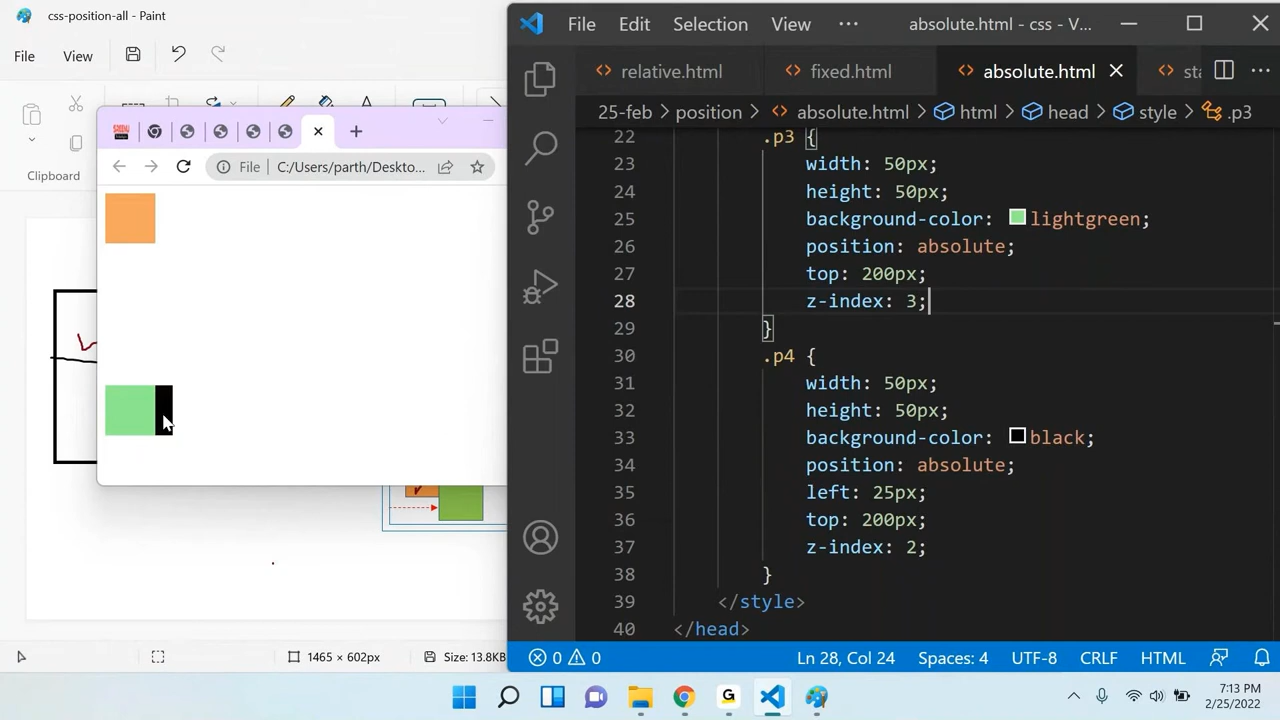 css-position-all - Paint
File View
Clipboard
File C:/Users/parth/Deskto...
1465 × 602px Size: 13.8KB
File Edit Selection View ··· absolute.html - css - V...
relative.html fixed.html absolute.html sta
25-feb > position > absolute.html > html > head > style > .p3
22 .p3 {
23 width: 50px;
24 height: 50px;
25 background-color: lightgreen;
26 position: absolute;
27 top: 200px;
28 z-index: 3;
29 }
30 .p4 {
31 width: 50px;
32 height: 50px;
33 background-color: black;
34 position: absolute;
35 left: 25px;
36 top: 200px;
37 z-index: 2;
38 }
39 </style>
40 </head>
0 0 Ln 28, Col 24 Spaces: 4 UTF-8 CRLF HTML
7:13 PM
2/25/2022